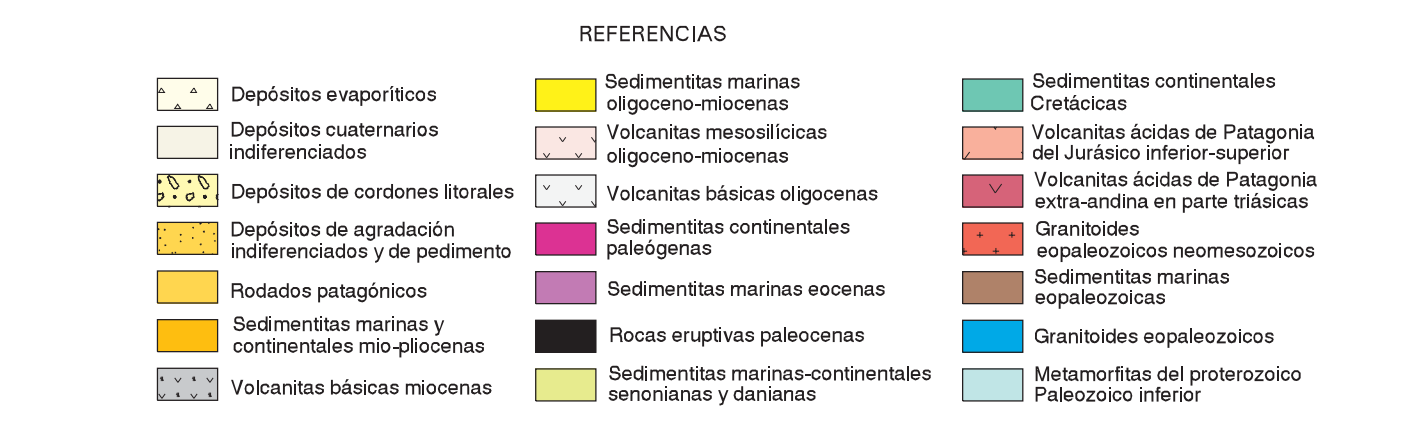 REFERENCIAS
Depósitos evaporíticos
Depósitos cuaternarios
indiferenciados
Depósitos de cordones litorales
Depósitos de agradación
indiferenciados y de pedimento
Rodados patagónicos
Sedimentitas marinas y
continentales mio-pliocenas
Volcanitas básicas miocenas
Sedimentitas marinas
oligoceno-miocenas
Volcanitas mesosilícicas
oligoceno-miocenas
Volcanitas básicas oligocenas
Sedimentitas continentales
paleógenas
Sedimentitas marinas eocenas
Rocas eruptivas paleocenas
Sedimentitas marinas-continentales
senonianas y danianas
Sedimentitas continentales
Cretácicas
Volcanitas ácidas de Patagonia
del Jurásico inferior-superior
Volcanitas ácidas de Patagonia
extra-andina en parte triásicas
Granitoides
eopaleozoicos neomesozoicos
Sedimentitas marinas
eopaleozoicas
Granitoides eopaleozoicos
Metamorfitas del proterozoico
Paleozoico inferior